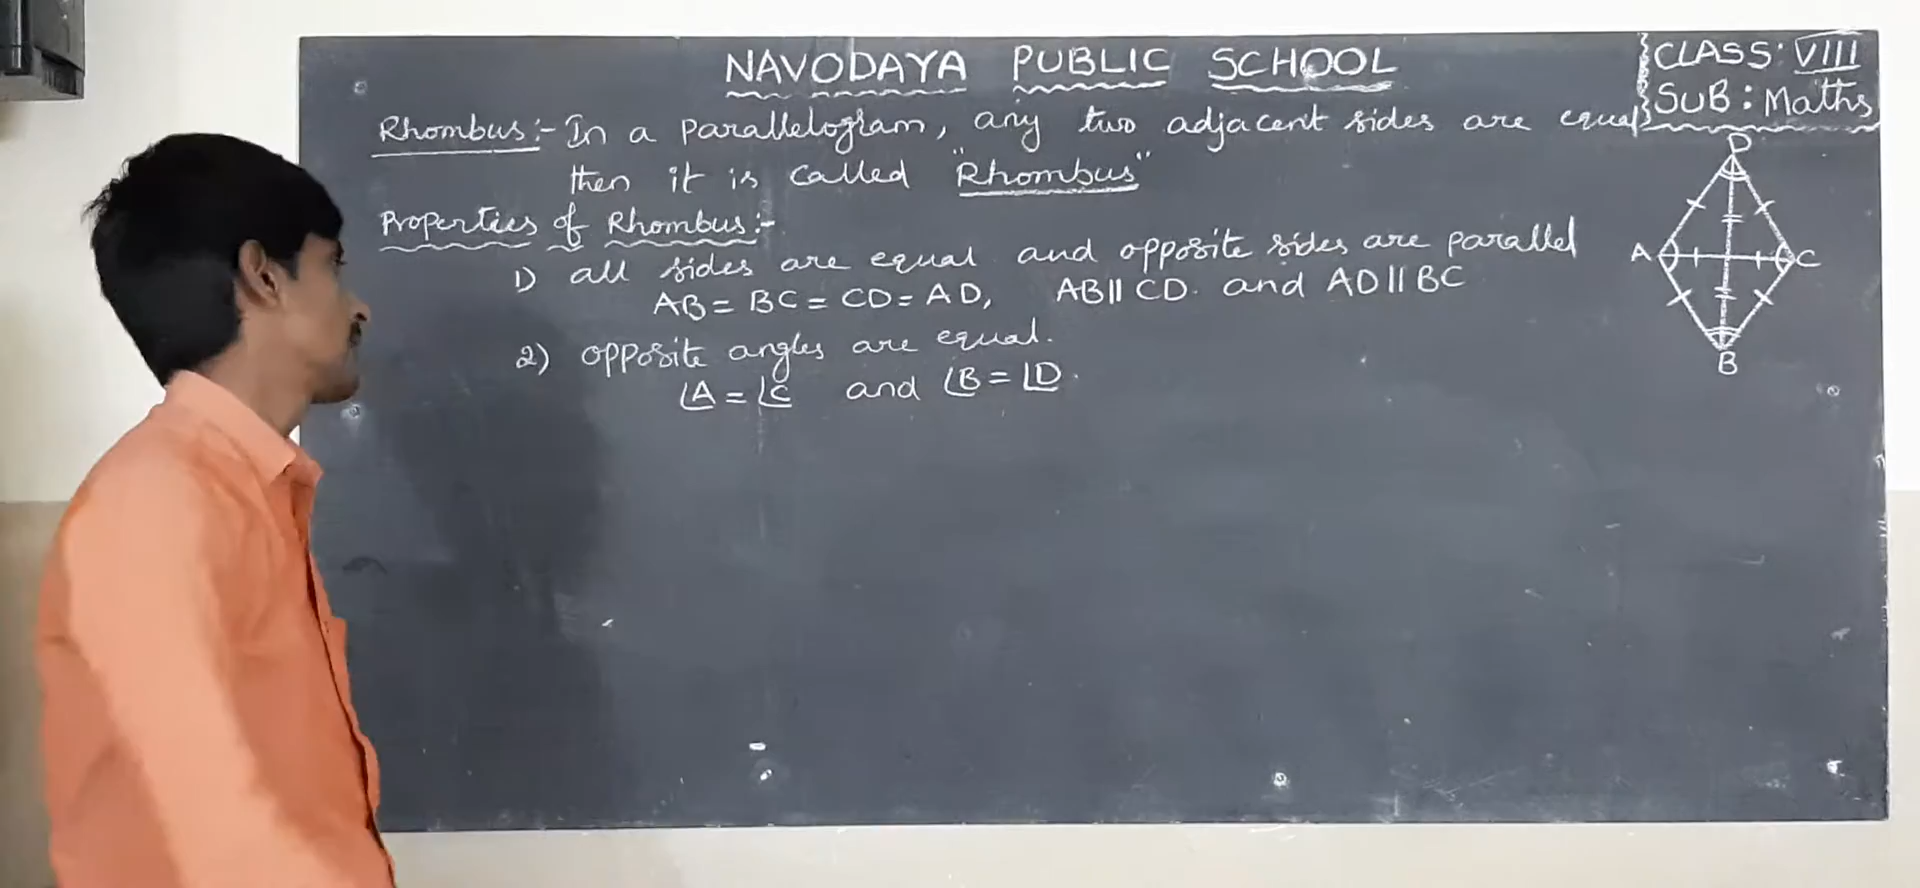 NAVODAYA PUBLIC SCHOOL
CLASS: VIII
SUB: Maths
Rhombus:- In a parallelogram, any two adjacent sides are equal
then it is called "Rhombus"
Properties of Rhombus:-
1) all sides are equal and opposite sides are parallel
AB = BC = CD = AD, AB || CD. and AD || BC
2) opposite angles are equal.
∠A = ∠C and ∠B = ∠D.
D
A C
B